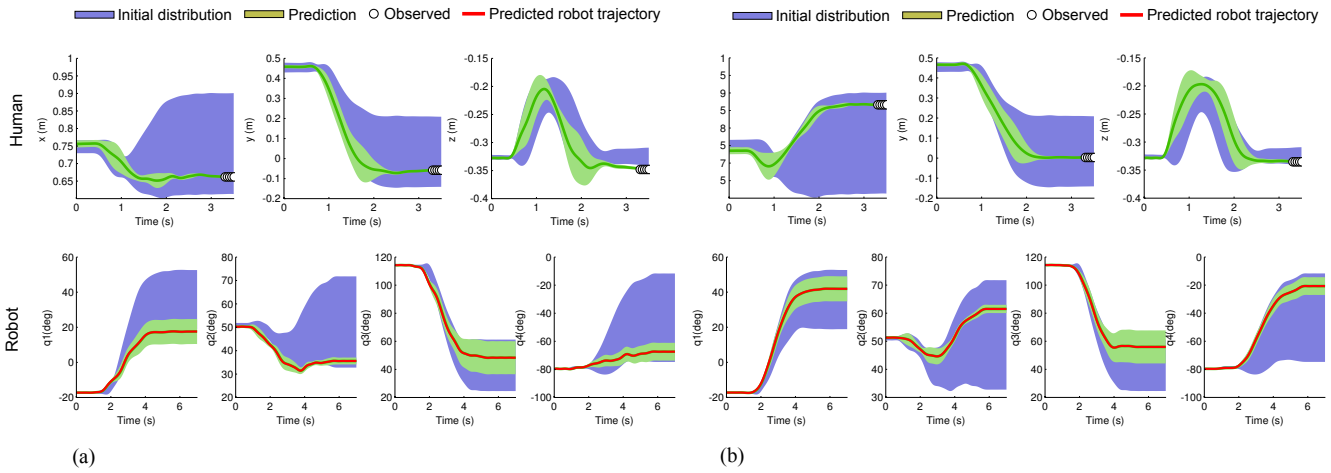 Initial distribution Prediction Observed Predicted robot trajectory
Initial distribution Prediction Observed Predicted robot trajectory
Human
x (m)
1
0.95
0.9
0.85
0.8
0.75
0.7
0.65
0 1 2 3
Time (s)
y (m)
0.5
0.4
0.3
0.2
0.1
0
-0.1
0.2
0 1 2 3
Time (s)
z (m)
-0.15
-0.2
-0.25
-0.3
-0.35
-0.4
0 1 2 3
Time (s)
1
5
9
5
8
5
7
5
0 1 2 3
Time (s)
y (m)
0.5
0.4
0.3
0.2
0.1
0
-0.1
-0.2
0 1 2 3
Time (s)
z (m)
-0.15
-0.2
-0.25
-0.3
-0.35
-0.4
0 1 2 3
Time (s)
Robot
q1(deg)
60
40
20
0
-20
0 2 4 6
Time (s)
q2(deg)
80
70
60
50
40
30
20
0 2 4 6
Time (s)
q3(deg)
120
100
80
60
40
20
0 2 4 6
Time (s)
q4(deg)
-0
-20
-40
-60
-80
-100
0 2 4 6
Time (s)
q1(deg)
60
40
20
0
-20
0 2 4 6
Time (s)
q2(deg)
80
70
60
50
40
30
0 2 4 6
Time (s)
q3(deg)
120
100
80
60
40
20
0 2 4 6
Time (s)
q4(deg)
-0
-20
-40
-60
-80
-100
0 2 4 6
Time (s)
(a) (b)